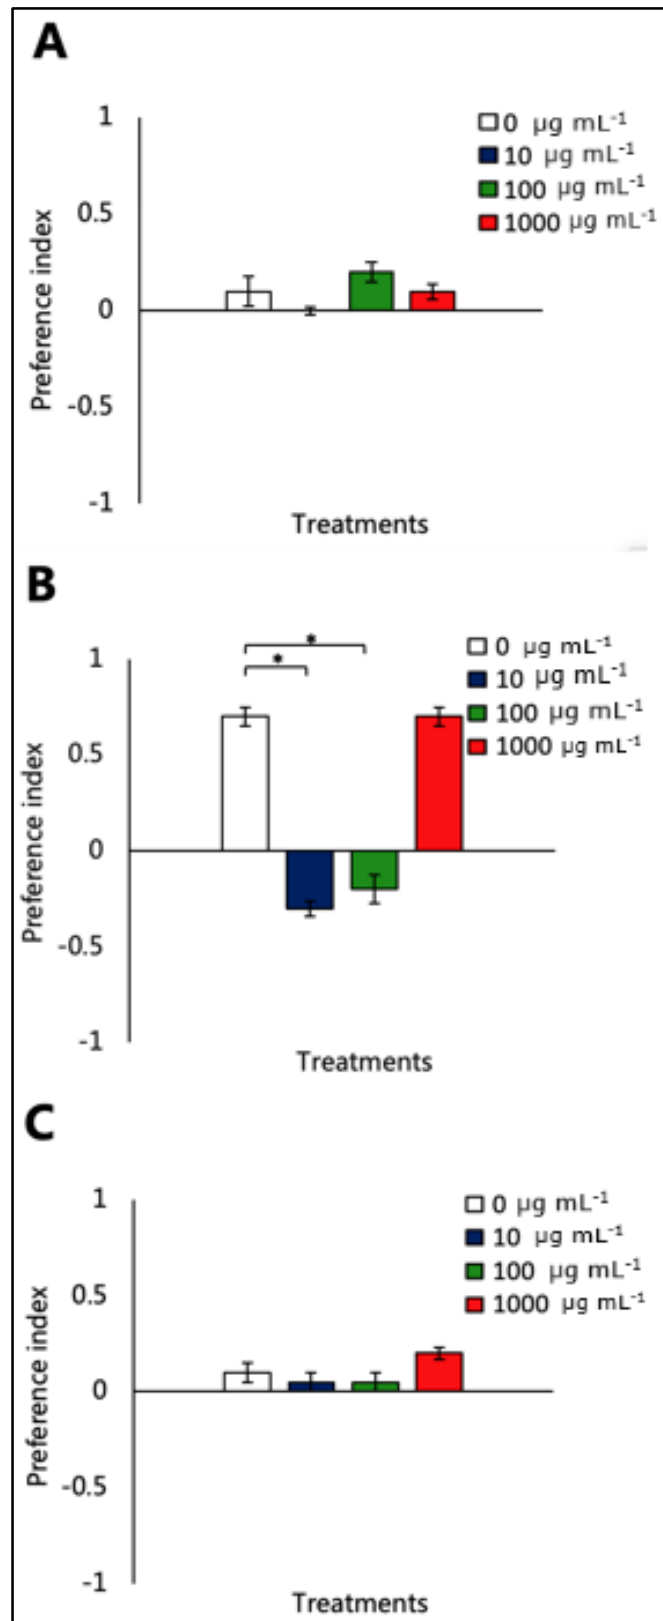 A
1
0.5
0
-0.5
-1
Preference index
0 µg mL⁻¹
10 µg mL⁻¹
100 µg mL⁻¹
1000 µg mL⁻¹
Treatments
B
* 
*
1
0.5
0
-0.5
-1
Preference index
0 µg mL⁻¹
10 µg mL⁻¹
100 µg mL⁻¹
1000 µg mL⁻¹
Treatments
C
1
0.5
0
-0.5
-1
Preference index
0 µg mL⁻¹
10 µg mL⁻¹
100 µg mL⁻¹
1000 µg mL⁻¹
Treatments